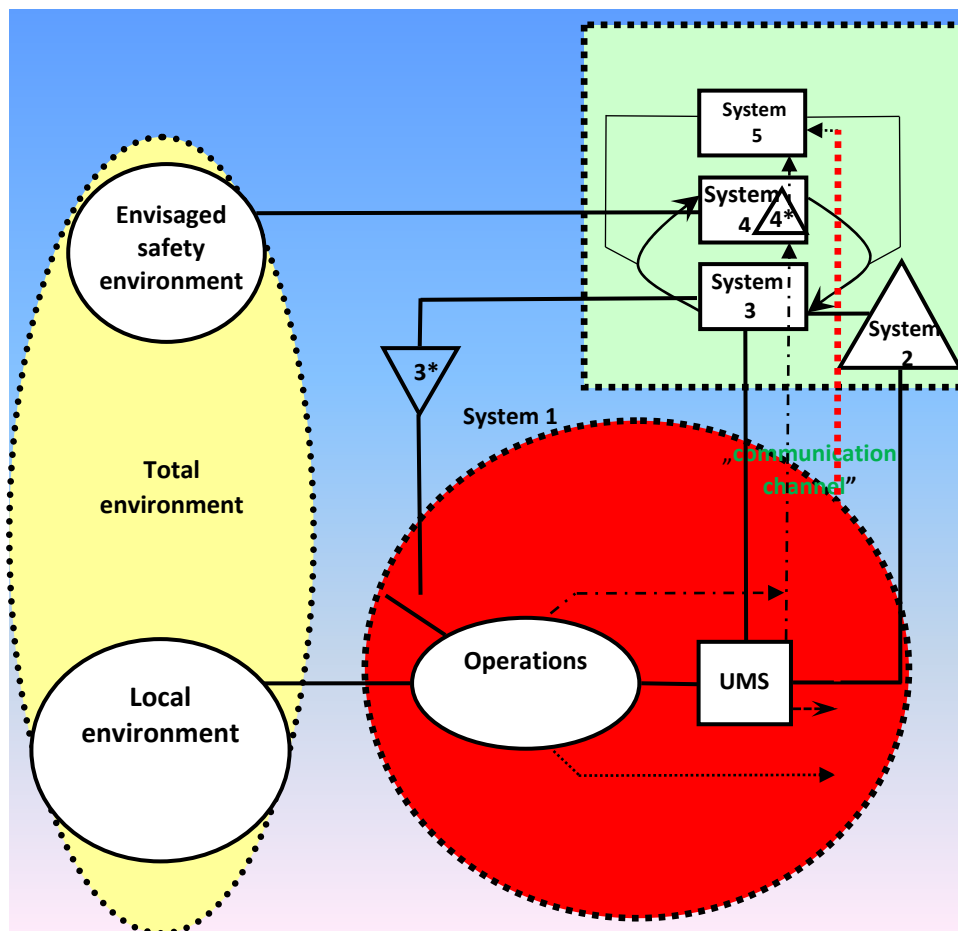 System
5
System
4
4*
System
3
System
2
Envisaged
safety
environment
3*
System 1
Total
environment
„communication
channel”
Operations
UMS
Local
environment